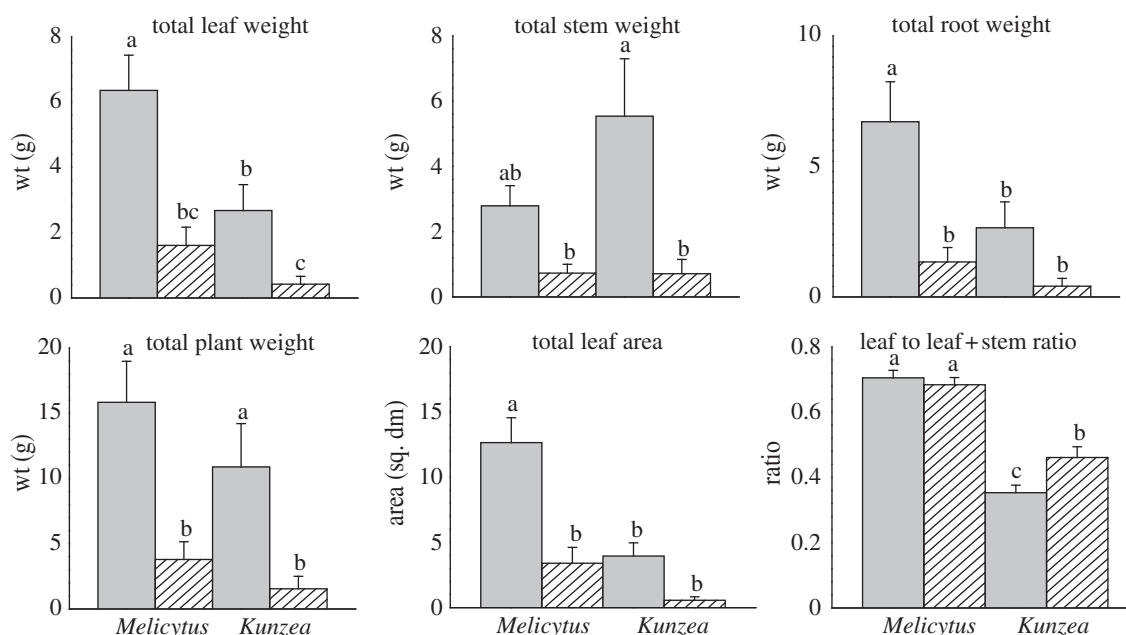 total leaf weight
8
6
4
2
0
wt (g)
a
bc
b
c
total stem weight
8
6
4
2
0
wt (g)
ab
b
a
b
total root weight
10
5
0
wt (g)
a
b
b
b
total plant weight
20
15
10
5
0
wt (g)
a
b
a
b
Melicytus Kunzea
total leaf area
20
15
10
5
0
area (sq. dm)
a
b
b
b
Melicytus Kunzea
leaf to leaf+stem ratio
0.8
0.6
0.4
0.2
0
ratio
a
a
c
b
Melicytus Kunzea